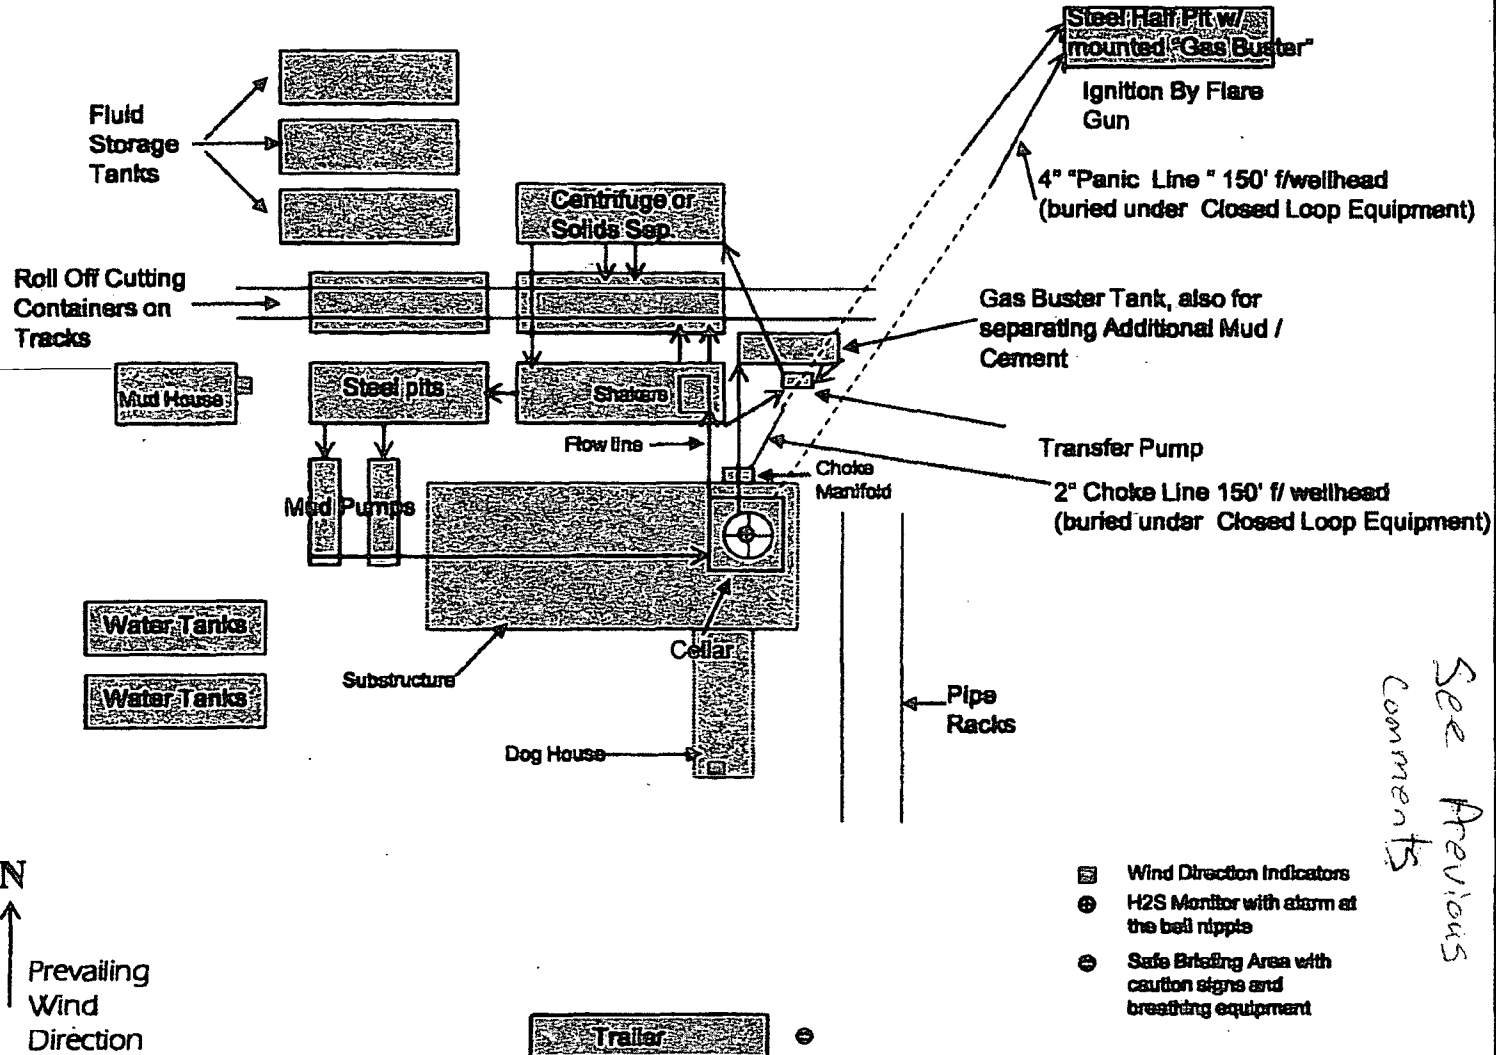 Steel Half Pit w/
mounted "Gas Buster"
Ignition By Flare
Gun
Fluid
Storage
Tanks
4" "Panic Line " 150' f/wellhead
(buried under Closed Loop Equipment)
Centrifuge or
Solids Sep.
Roll Off Cutting
Containers on
Tracks
Gas Buster Tank, also for
separating Additional Mud /
Cement
Mud House
Steel pits
Shakers
Flow line
Transfer Pump
Choke
Manifold
2" Choke Line 150' f/ wellhead
(buried under Closed Loop Equipment)
Mud Pumps
Water Tanks
Water Tanks
Substructure
Cellar
Dog House
Pipe
Racks
See Previous
Comments
N
Prevailing
Wind
Direction
Wind Direction Indicators
H2S Monitor with alarm at
the bell nipple
Safe Briefing Area with
caution signs and
breathing equipment
Trailer